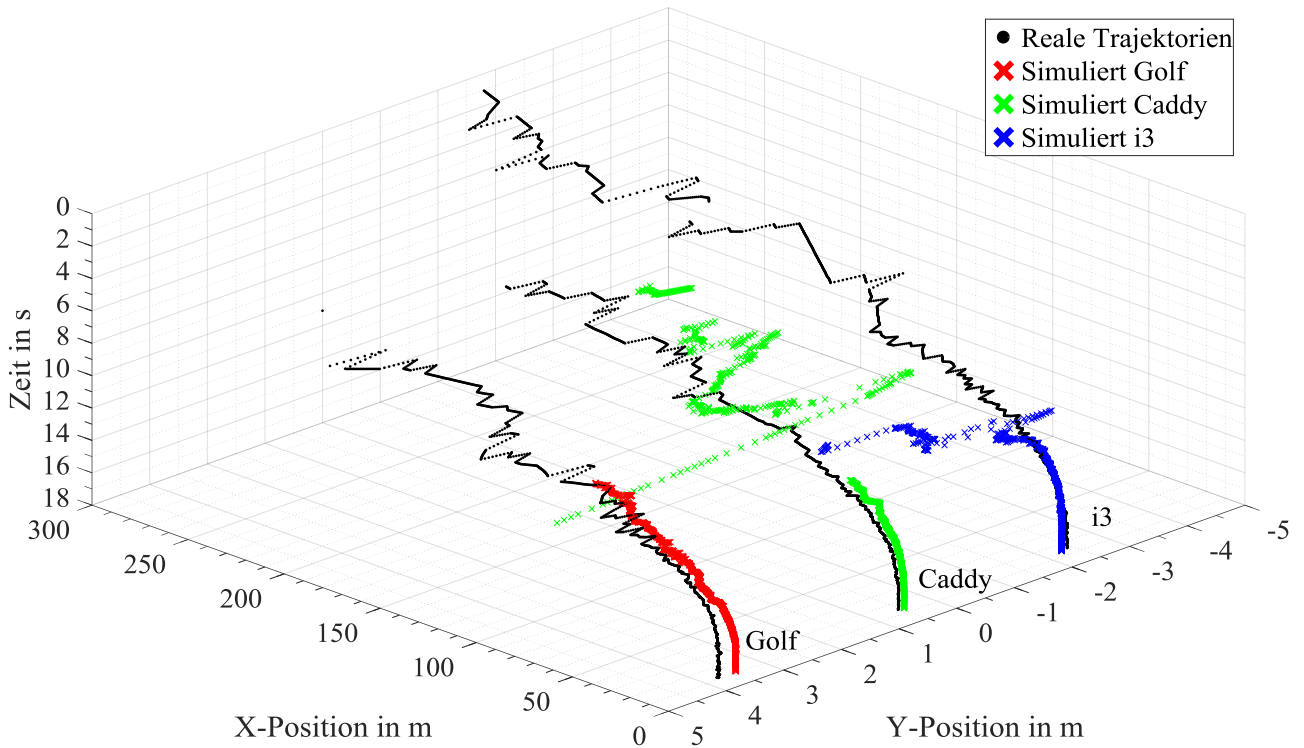 Reale Trajektorien
Simuliert Golf
Simuliert Caddy
Simuliert i3
0
2
4
6
8
10
12
14
16
18
Zeit in s
300
250
200
150
100
50
0
X-Position in m
5
4
3
2
1
0
-1
-2
-3
-4
-5
Y-Position in m
i3
Caddy
Golf